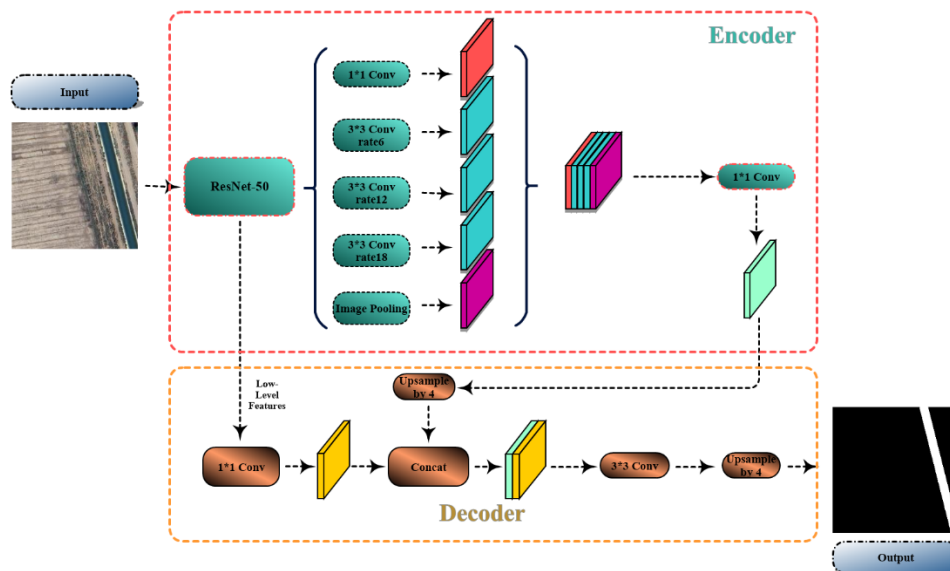 Encoder
Input
1*1 Conv
3*3 Conv
rate6
ResNet-50
3*3 Conv
rate12
1*1 Conv
3*3 Conv
rate18
Image Pooling
Low-
Level
Features
Upsample
by 4
1*1 Conv
Concat
3*3 Conv
Upsample
by 4
Decoder
Output